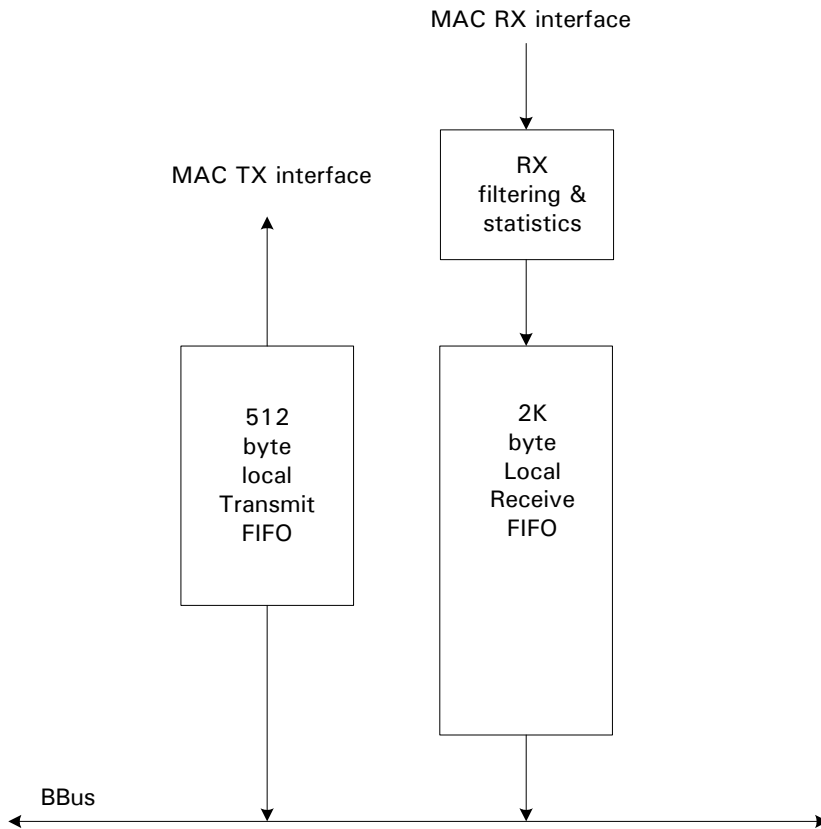 MAC RX interface
RX
filtering &
statistics
MAC TX interface
512
byte
local
Transmit
FIFO
2K
byte
Local
Receive
FIFO
BBus